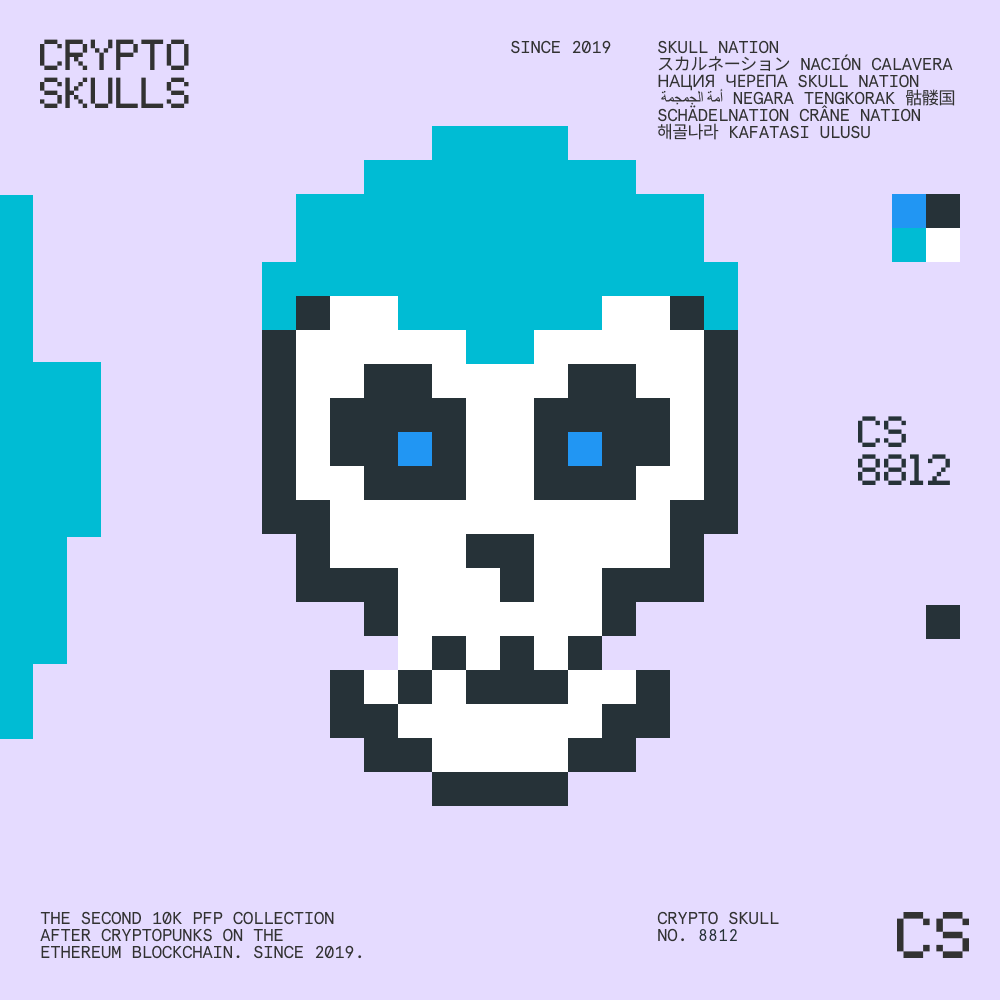 CRYPTO
SKULLS
SINCE 2019
SKULL NATION
スカルネーション NACIÓN CALAVERA
НАЦИЯ ЧЕРЕПА SKULL NATION
أمة الجمجمة NEGARA TENGKORAK 骷髅国
SCHÄDELNATION CRÂNE NATION
해골나라 KAFATASI ULUSU
CS
8812
THE SECOND 10K PFP COLLECTION
AFTER CRYPTOPUNKS ON THE
ETHEREUM BLOCKCHAIN. SINCE 2019.
CRYPTO SKULL
NO. 8812
CS